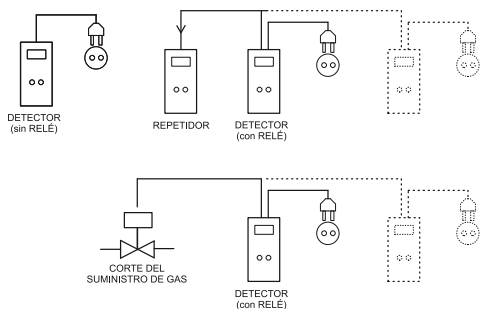 DETECTOR
(sin RELÉ)
REPETIDOR
DETECTOR
(con RELÉ)
CORTE DEL
SUMINISTRO DE GAS
DETECTOR
(con RELÉ)